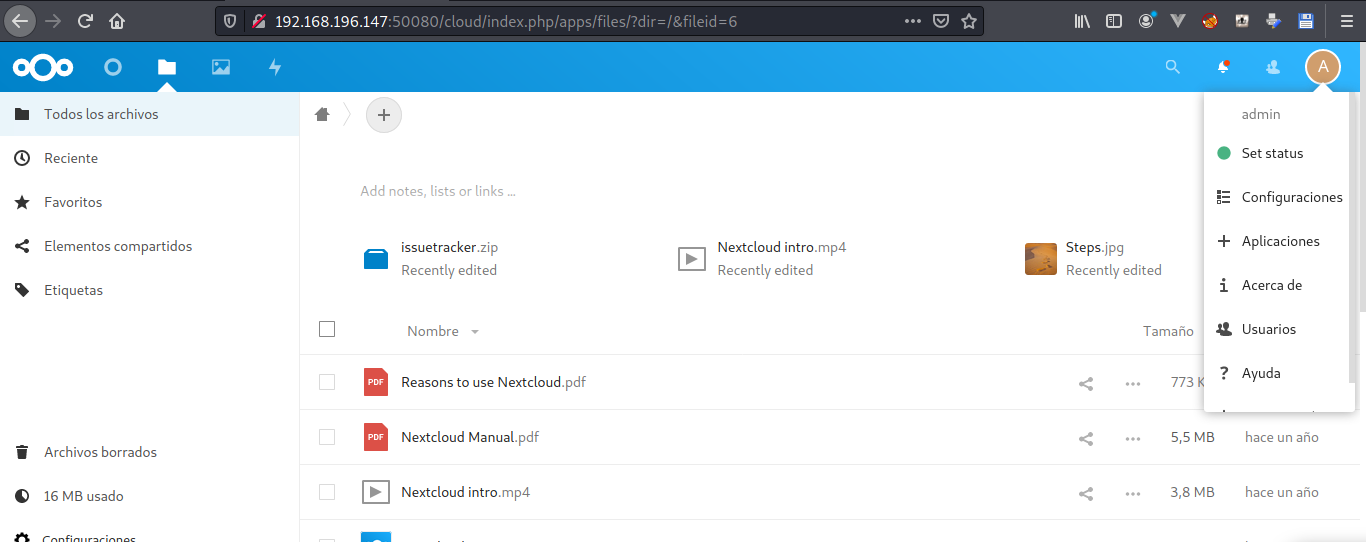 192.168.196.147:50080/cloud/index.php/apps/files/?dir=/&fileid=6
A
Todos los archivos
Reciente
Favoritos
Elementos compartidos
Etiquetas
Archivos borrados
16 MB usado
Configuraciones
Add notes, lists or links ...
issuetracker.zip
Recently edited
Nextcloud intro.mp4
Recently edited
Steps.jpg
Recently edited
Nombre
Tamaño
PDF Reasons to use Nextcloud.pdf 773 K
PDF Nextcloud Manual.pdf 5,5 MB hace un año
Nextcloud intro.mp4 3,8 MB hace un año
admin
Set status
Configuraciones
Aplicaciones
Acerca de
Usuarios
Ayuda